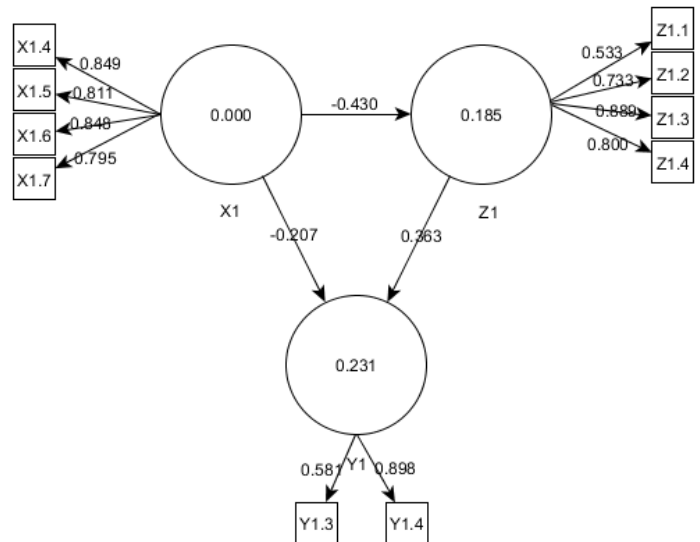 X1.4
X1.5
X1.6
X1.7
0.849
0.811
0.848
0.795
0.000
X1
-0.430
0.185
Z1
0.533
0.733
0.889
0.800
Z1.1
Z1.2
Z1.3
Z1.4
-0.207
0.363
0.231
Y1
0.581
0.898
Y1.3
Y1.4